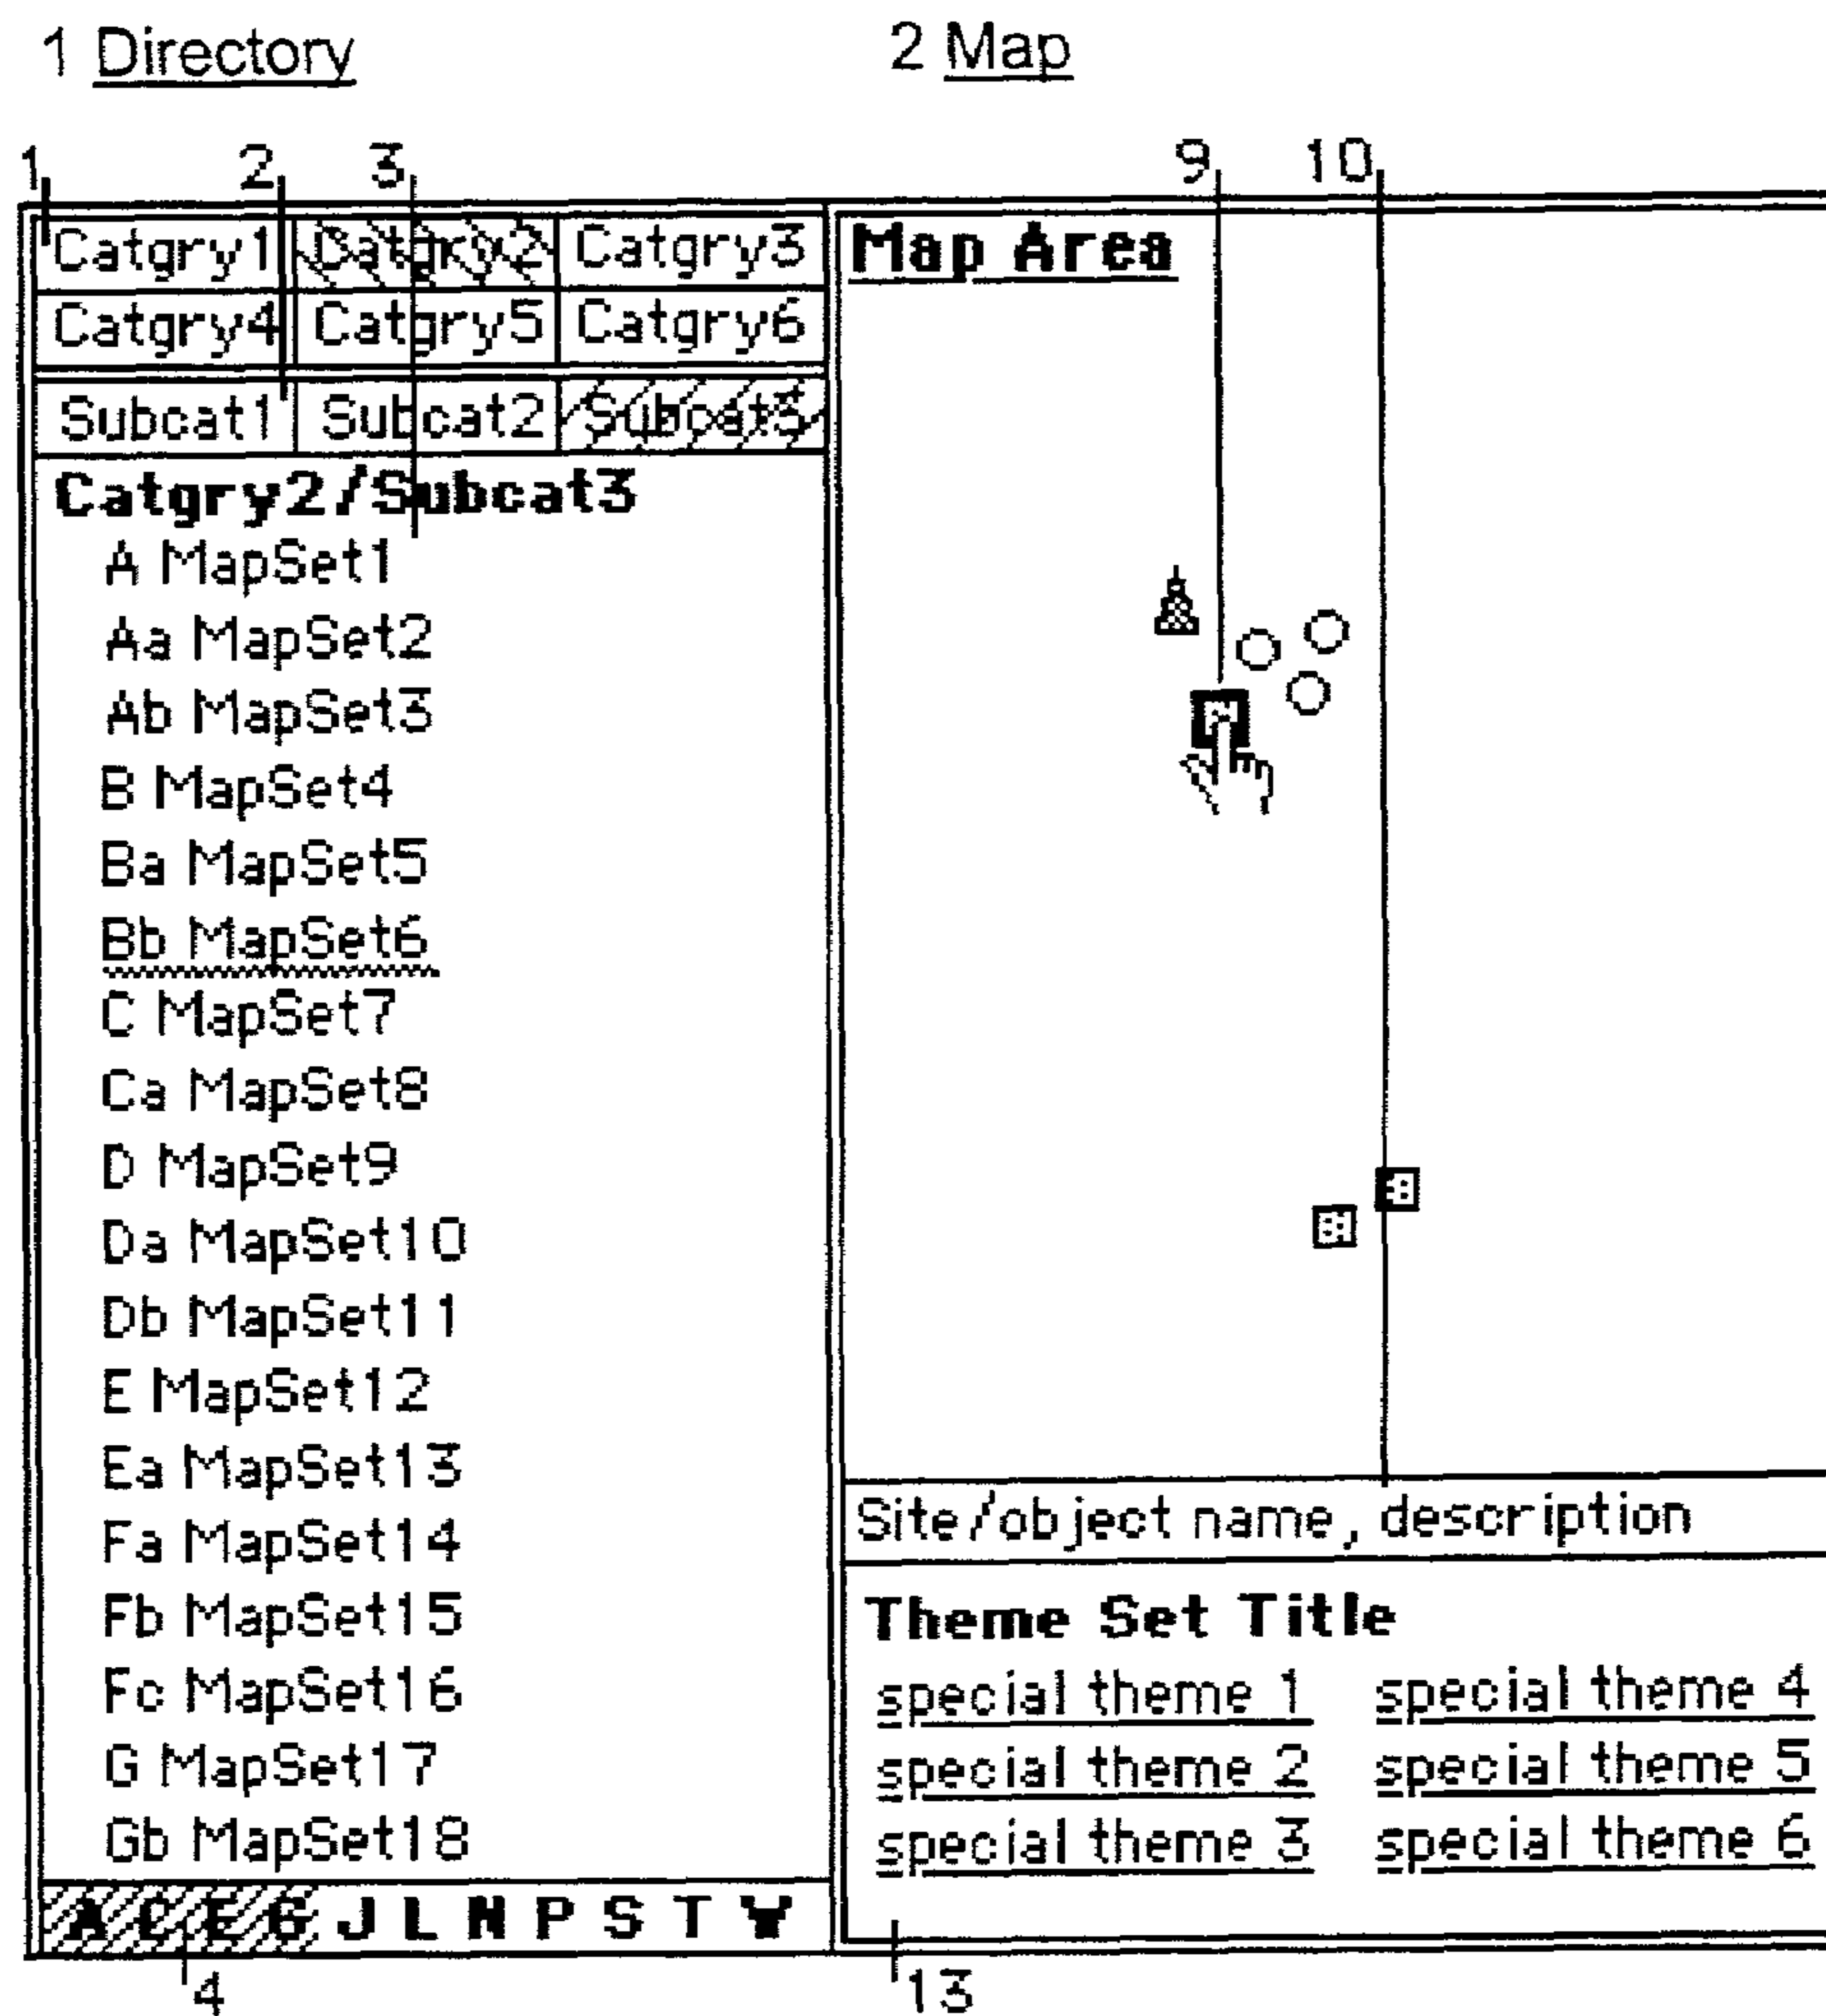 1 Directory
2 Map
1 2 3 9 10
Catgry1 Catgry2 Catgry3
Catgry4 Catgry5 Catgry6
Subcat1 Subcat2 Subcat3
Catgry2/Subcat3
A MapSet1
Aa MapSet2
Ab MapSet3
B MapSet4
Ba MapSet5
Bb MapSet6
C MapSet7
Ca MapSet8
D MapSet9
Da MapSet10
Db MapSet11
E MapSet12
Ea MapSet13
Fa MapSet14
Fb MapSet15
Fc MapSet16
G MapSet17
Gb MapSet18
A C E G J L N P S T W
4
Map Area
Site/object name, description
Theme Set Title
special theme 1 special theme 4
special theme 2 special theme 5
special theme 3 special theme 6
13